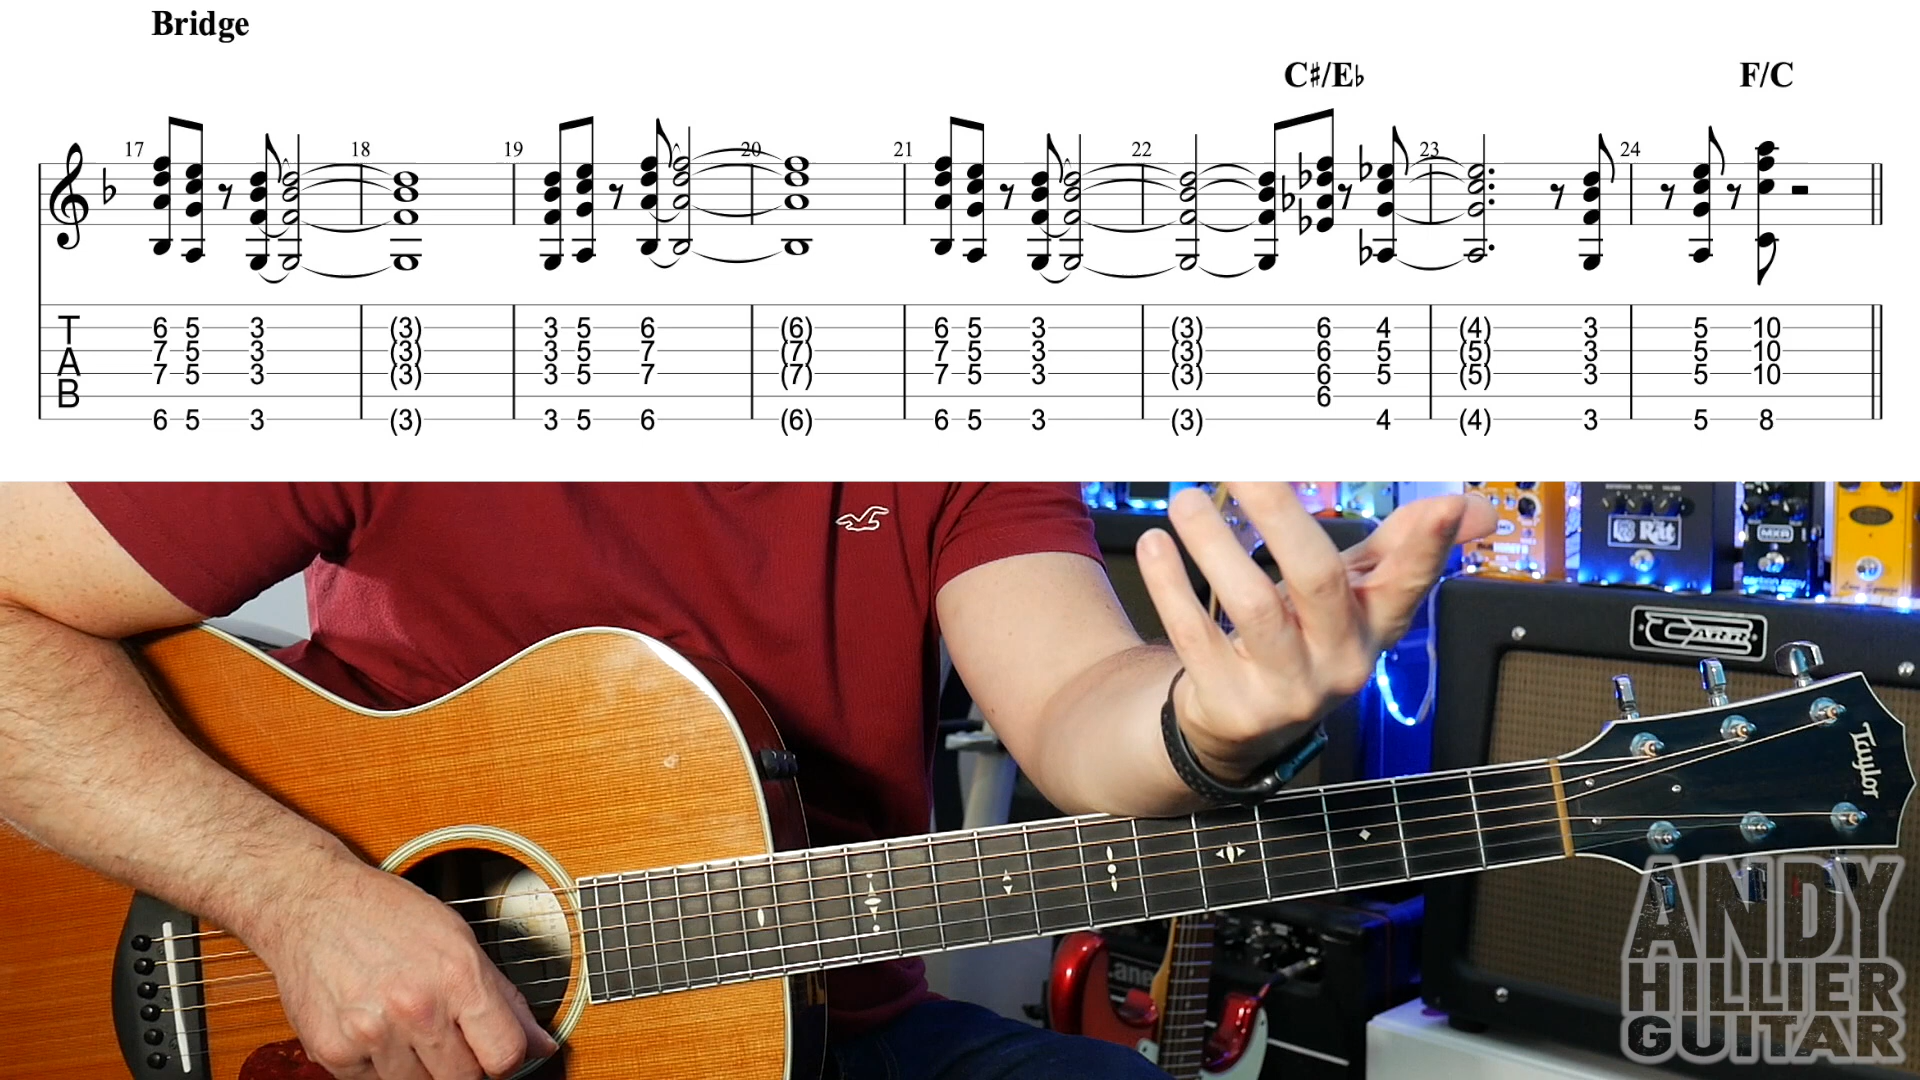 Bridge
C♯/E♭ F/C
17 18 19 20 21 22 23 24
T 6 5 3 (3) 3 5 6 (6) 6 5 3 (3) 6 4 (4) 3 5 10
A 7 5 3 (3) 3 5 7 (7) 7 5 3 (3) 6 5 (5) 3 5 10
7 5 3 (3) 3 5 7 (7) 7 5 3 (3) 6 5 (5) 3 5 10
B 6
6 5 3 (3) 3 5 6 (6) 6 5 3 (3) 4 (4) 3 5 8
Rat
MXR
carbon copy
Carr
Taylor
Laney
ANDY
HILLIER
GUITAR